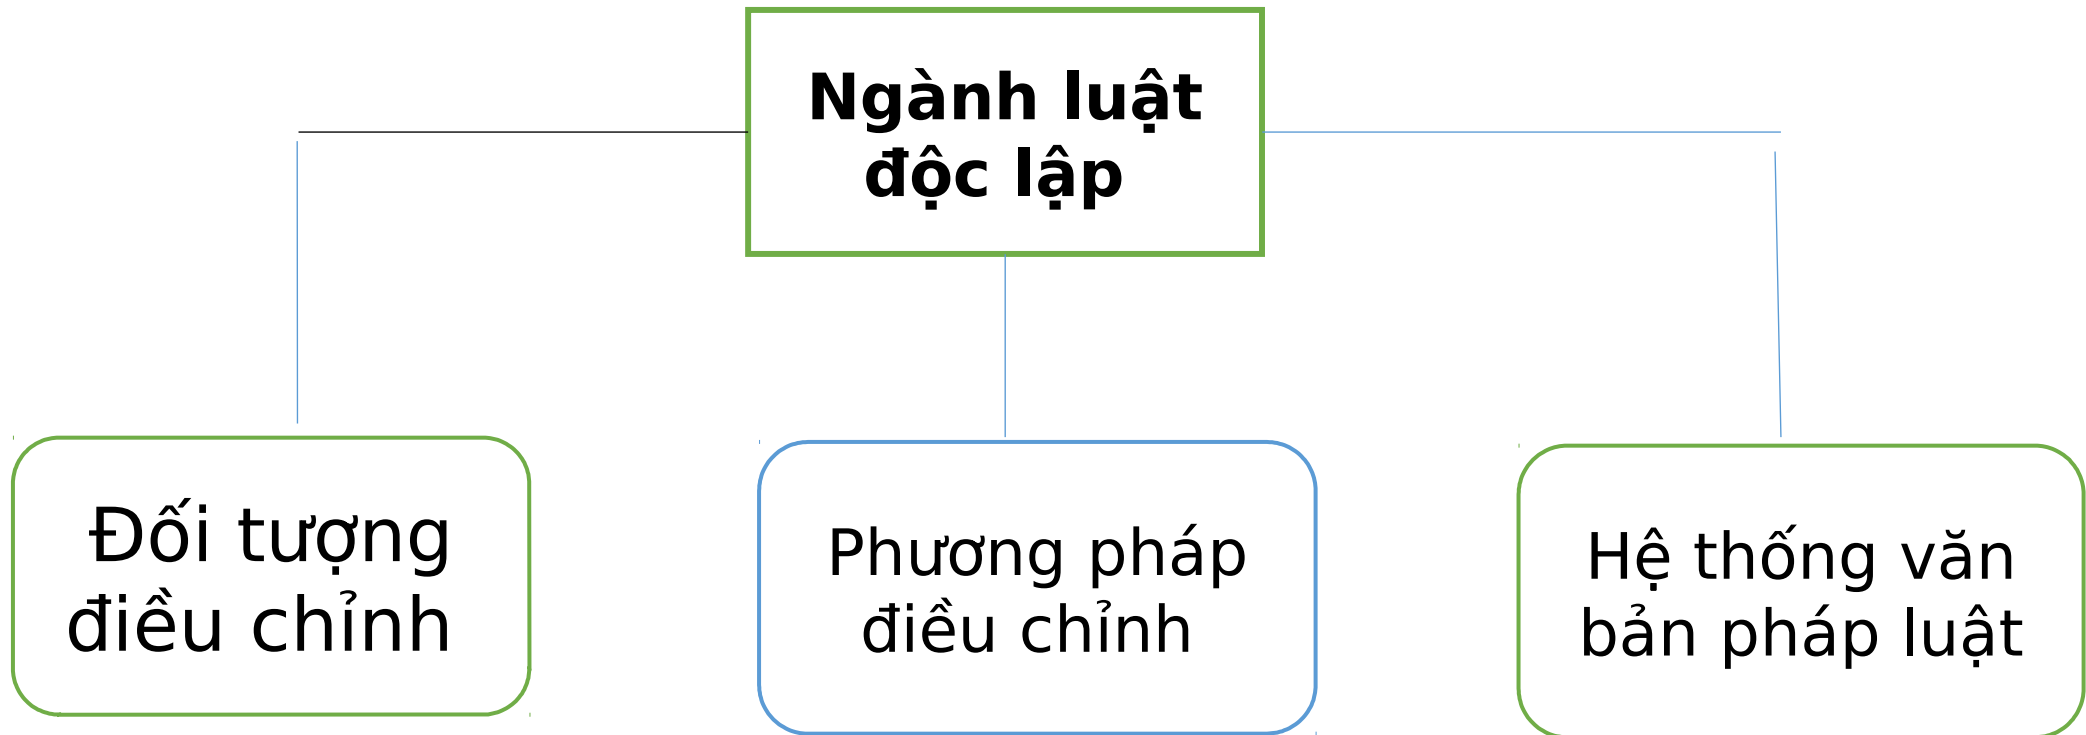 Ngành luật
độc lập
Đối tượng
điều chỉnh
Phương pháp
điều chỉnh
Hệ thống văn
bản pháp luật